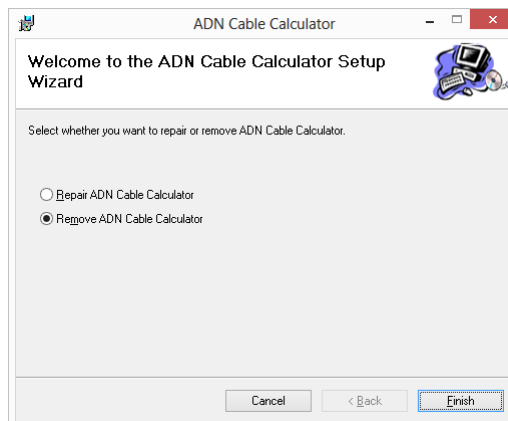 ADN Cable Calculator
Welcome to the ADN Cable Calculator Setup
Wizard
Select whether you want to repair or remove ADN Cable Calculator.
Repair ADN Cable Calculator
Remove ADN Cable Calculator
Cancel
< Back
Finish